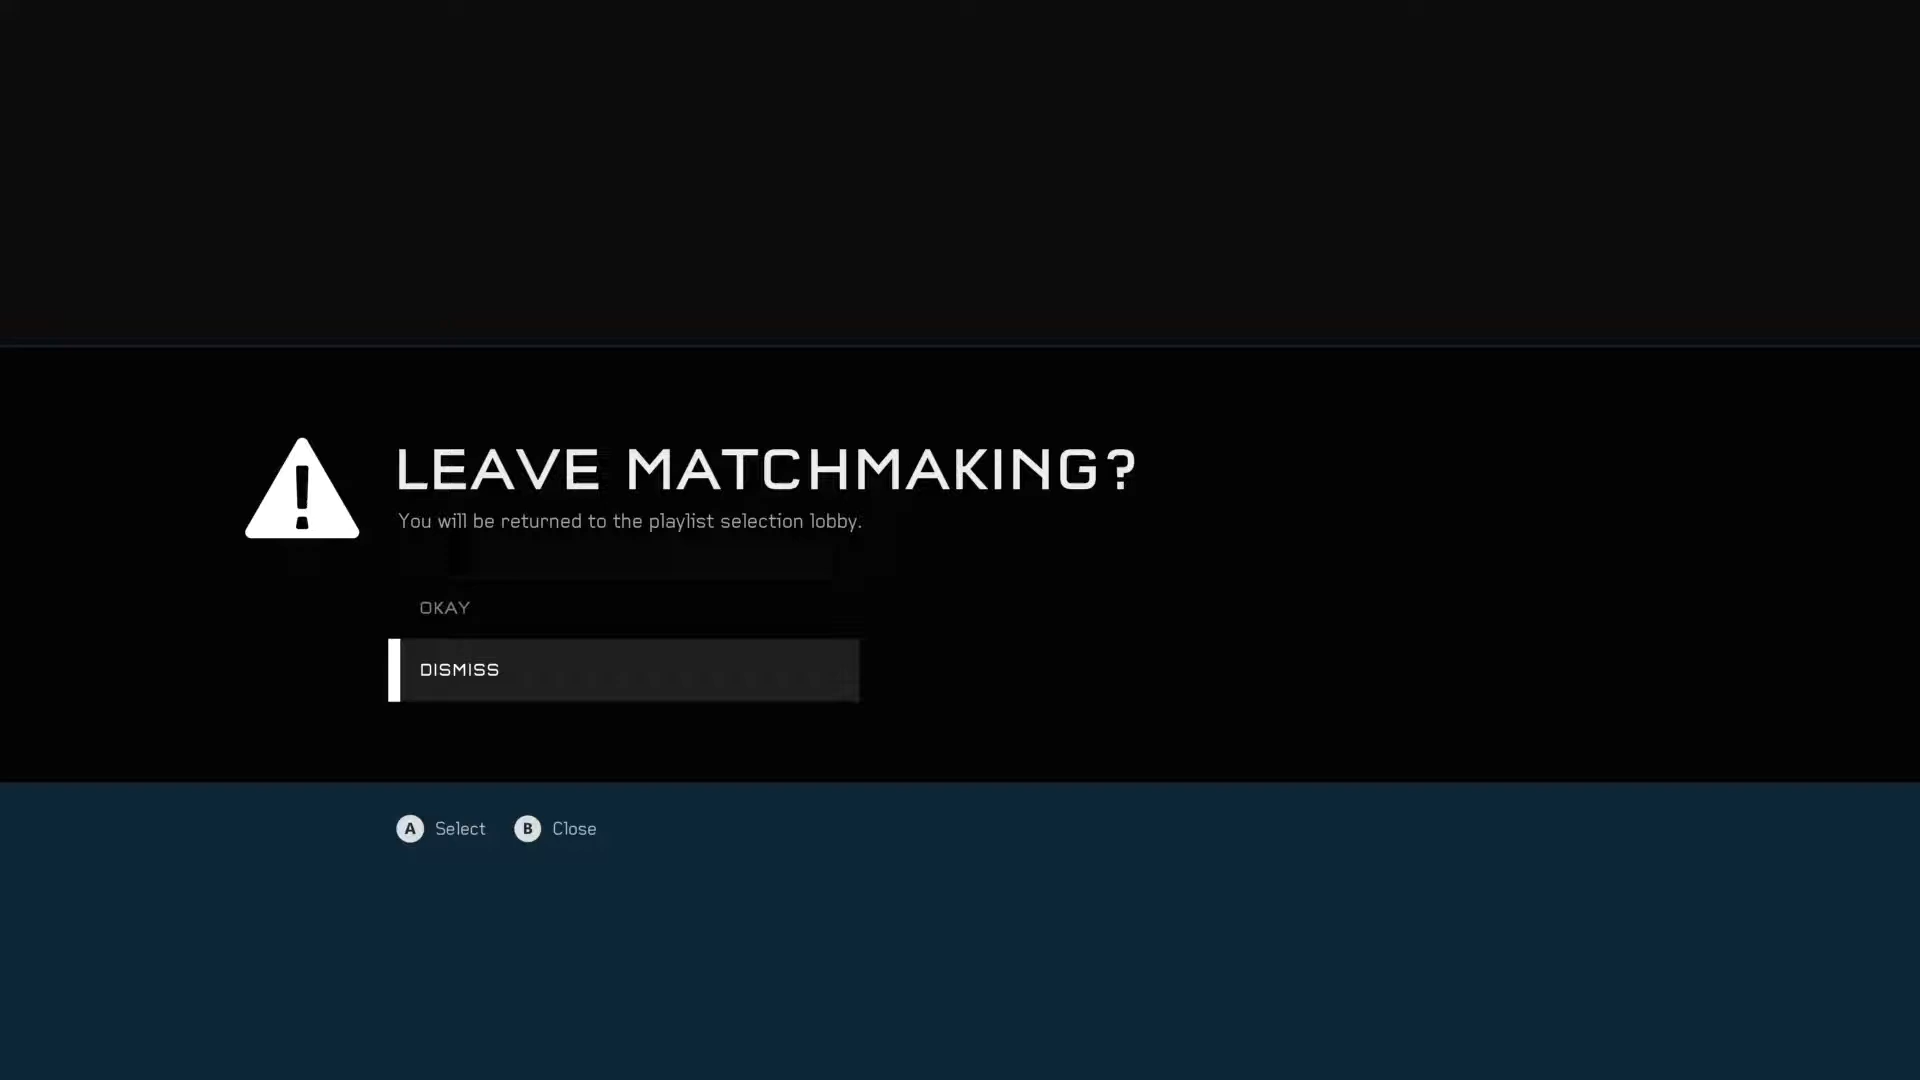 LEAVE MATCHMAKING?
You will be returned to the playlist selection lobby.
OKAY
DISMISS
A Select B Close